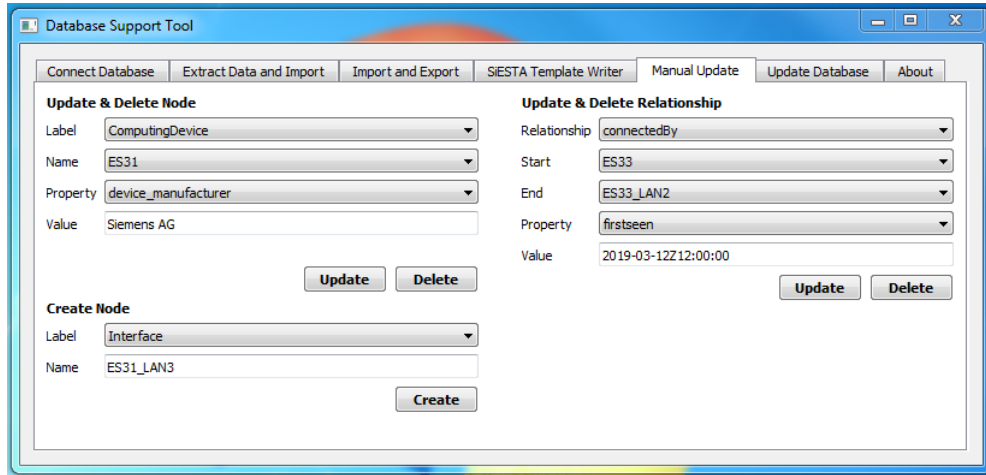 Database Support Tool
Connect Database Extract Data and Import Import and Export SiESTA Template Writer Manual Update Update Database About
Update & Delete Node
Label ComputingDevice
Name ES31
Property device_manufacturer
Value Siemens AG
Update Delete
Create Node
Label Interface
Name ES31_LAN3
Create
Update & Delete Relationship
Relationship connectedBy
Start ES33
End ES33_LAN2
Property firstseen
Value 2019-03-12Z12:00:00
Update Delete